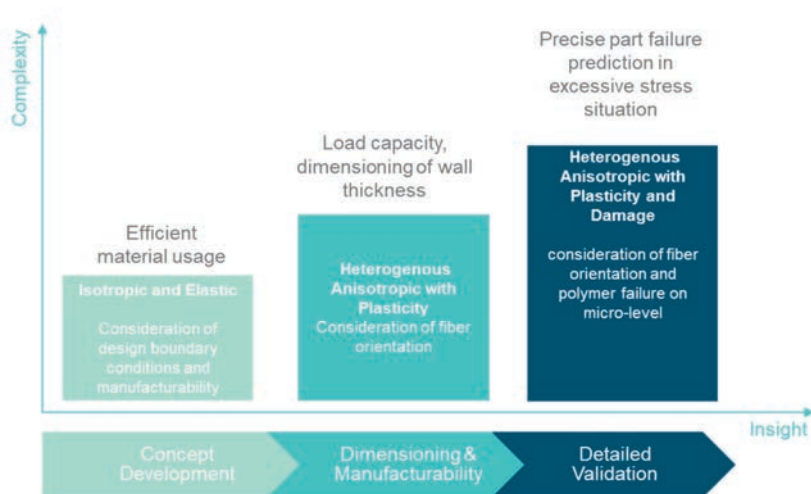 Complexity
Precise part failure
prediction in
excessive stress
situation
Load capacity,
dimensioning of wall
thickness
Efficient
material usage
Heterogenous
Anisotropic with
Plasticity and
Damage
consideration of fiber
orientation and
polymer failure on
micro-level
Heterogenous
Anisotropic with
Plasticity
Consideration of fiber
orientation
Isotropic and Elastic
Consideration of
design boundary
conditions and
manufacturability
Insight
Concept
Development
Dimensioning &
Manufacturability
Detailed
Validation